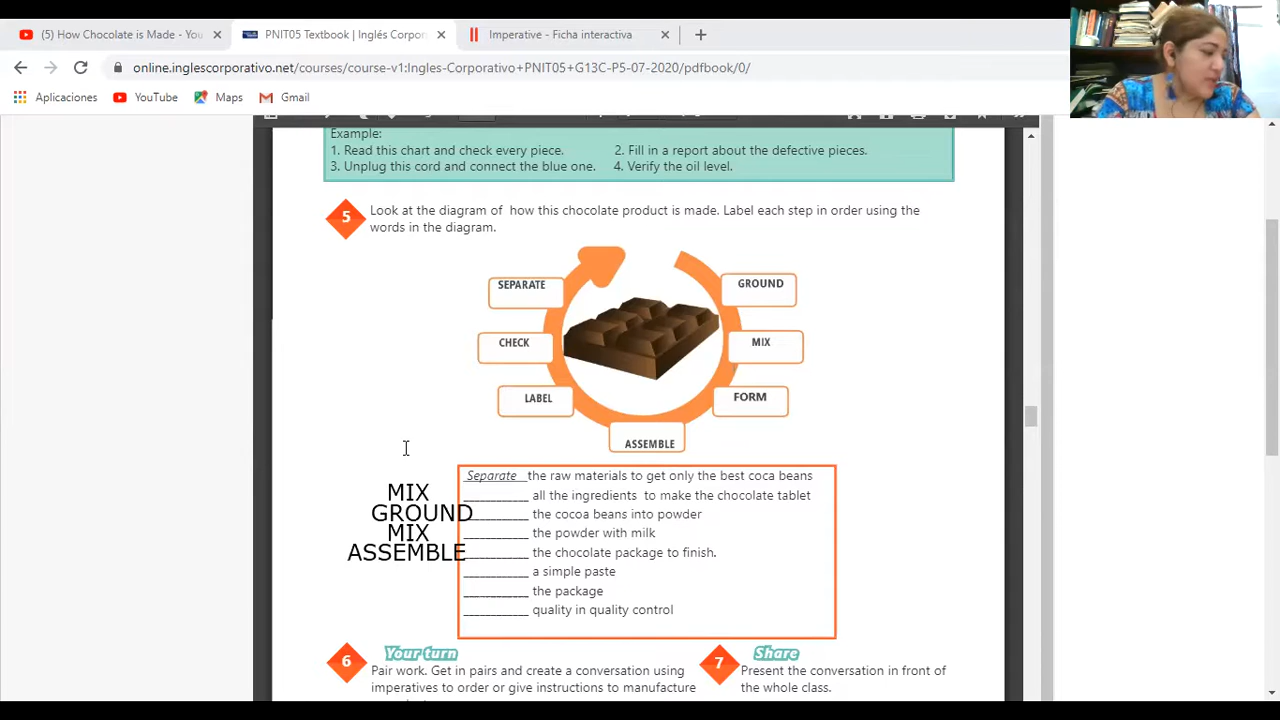 (5) How Chocolate is Made - You
PNIT05 Textbook | Inglés Corpo
Imperative - Ficha interactiva
online.inglescorporativo.net/courses/course-v1:Ingles-Corporativo+PNIT05+G13C-P5-07-2020/pdfbook/0/
Aplicaciones YouTube Maps Gmail
Example:
1. Read this chart and check every piece. 2. Fill in a report about the defective pieces.
3. Unplug this cord and connect the blue one. 4. Verify the oil level.
5 Look at the diagram of how this chocolate product is made. Label each step in order using the
words in the diagram.
SEPARATE
GROUND
CHECK
MIX
LABEL
FORM
ASSEMBLE
Separate the raw materials to get only the best coca beans
MIX
__________ all the ingredients to make the chocolate tablet
GROUND
__________ the cocoa beans into powder
MIX
__________ the powder with milk
ASSEMBLE
__________ the chocolate package to finish.
__________ a simple paste
__________ the package
__________ quality in quality control
6 Your turn
Pair work. Get in pairs and create a conversation using
imperatives to order or give instructions to manufacture
7 Share
Present the conversation in front of
the whole class.